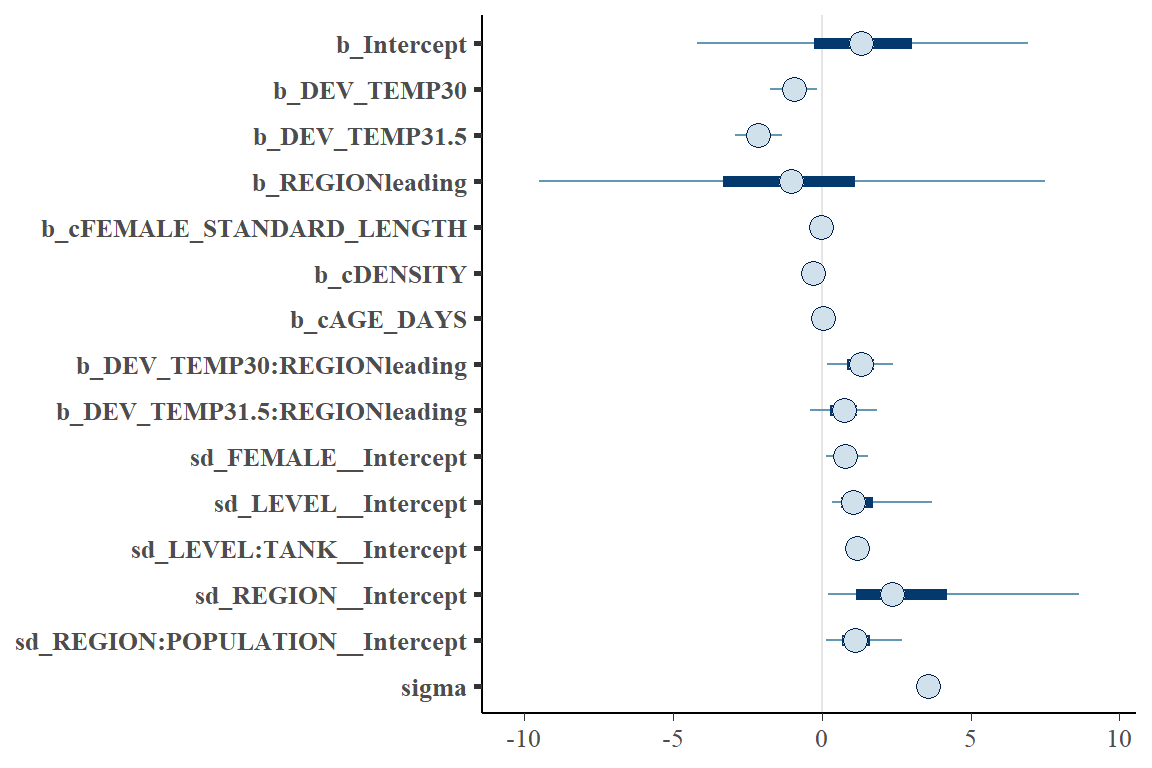 b_Intercept
b_DEV_TEMP30
b_DEV_TEMP31.5
b_REGIONleading
b_cFEMALE_STANDARD_LENGTH
b_cDENSITY
b_cAGE_DAYS
b_DEV_TEMP30:REGIONleading
b_DEV_TEMP31.5:REGIONleading
sd_FEMALE__Intercept
sd_LEVEL__Intercept
sd_LEVEL:TANK__Intercept
sd_REGION__Intercept
sd_REGION:POPULATION__Intercept
sigma
-10 -5 0 5 10